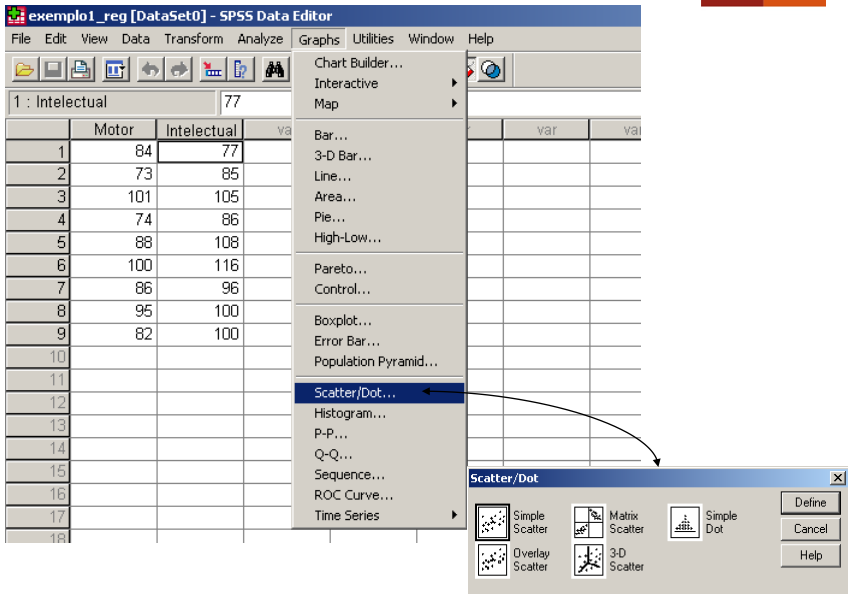 exemplo1_reg [DataSet0] - SPSS Data Editor
File Edit View Data Transform Analyze Graphs Utilities Window Help
1 : Intelectual 77
Motor Intelectual va var var
1 84 77
2 73 85
3 101 105
4 74 86
5 88 108
6 100 116
7 86 96
8 95 100
9 82 100
10
11
12
13
14
15
16
17
18
Chart Builder...
Interactive
Map
Bar...
3-D Bar...
Line...
Area...
Pie...
High-Low...
Pareto...
Control...
Boxplot...
Error Bar...
Population Pyramid...
Scatter/Dot...
Histogram...
P-P...
Q-Q...
Sequence...
ROC Curve...
Time Series
Scatter/Dot
Simple
Scatter
Matrix
Scatter
Simple
Dot
Overlay
Scatter
3-D
Scatter
Define
Cancel
Help